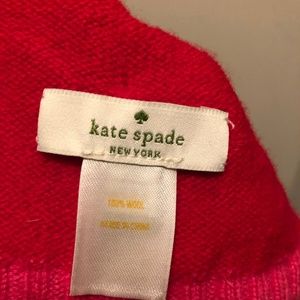 kate spade
NEW YORK
100% WOOL
MADE IN CHINA